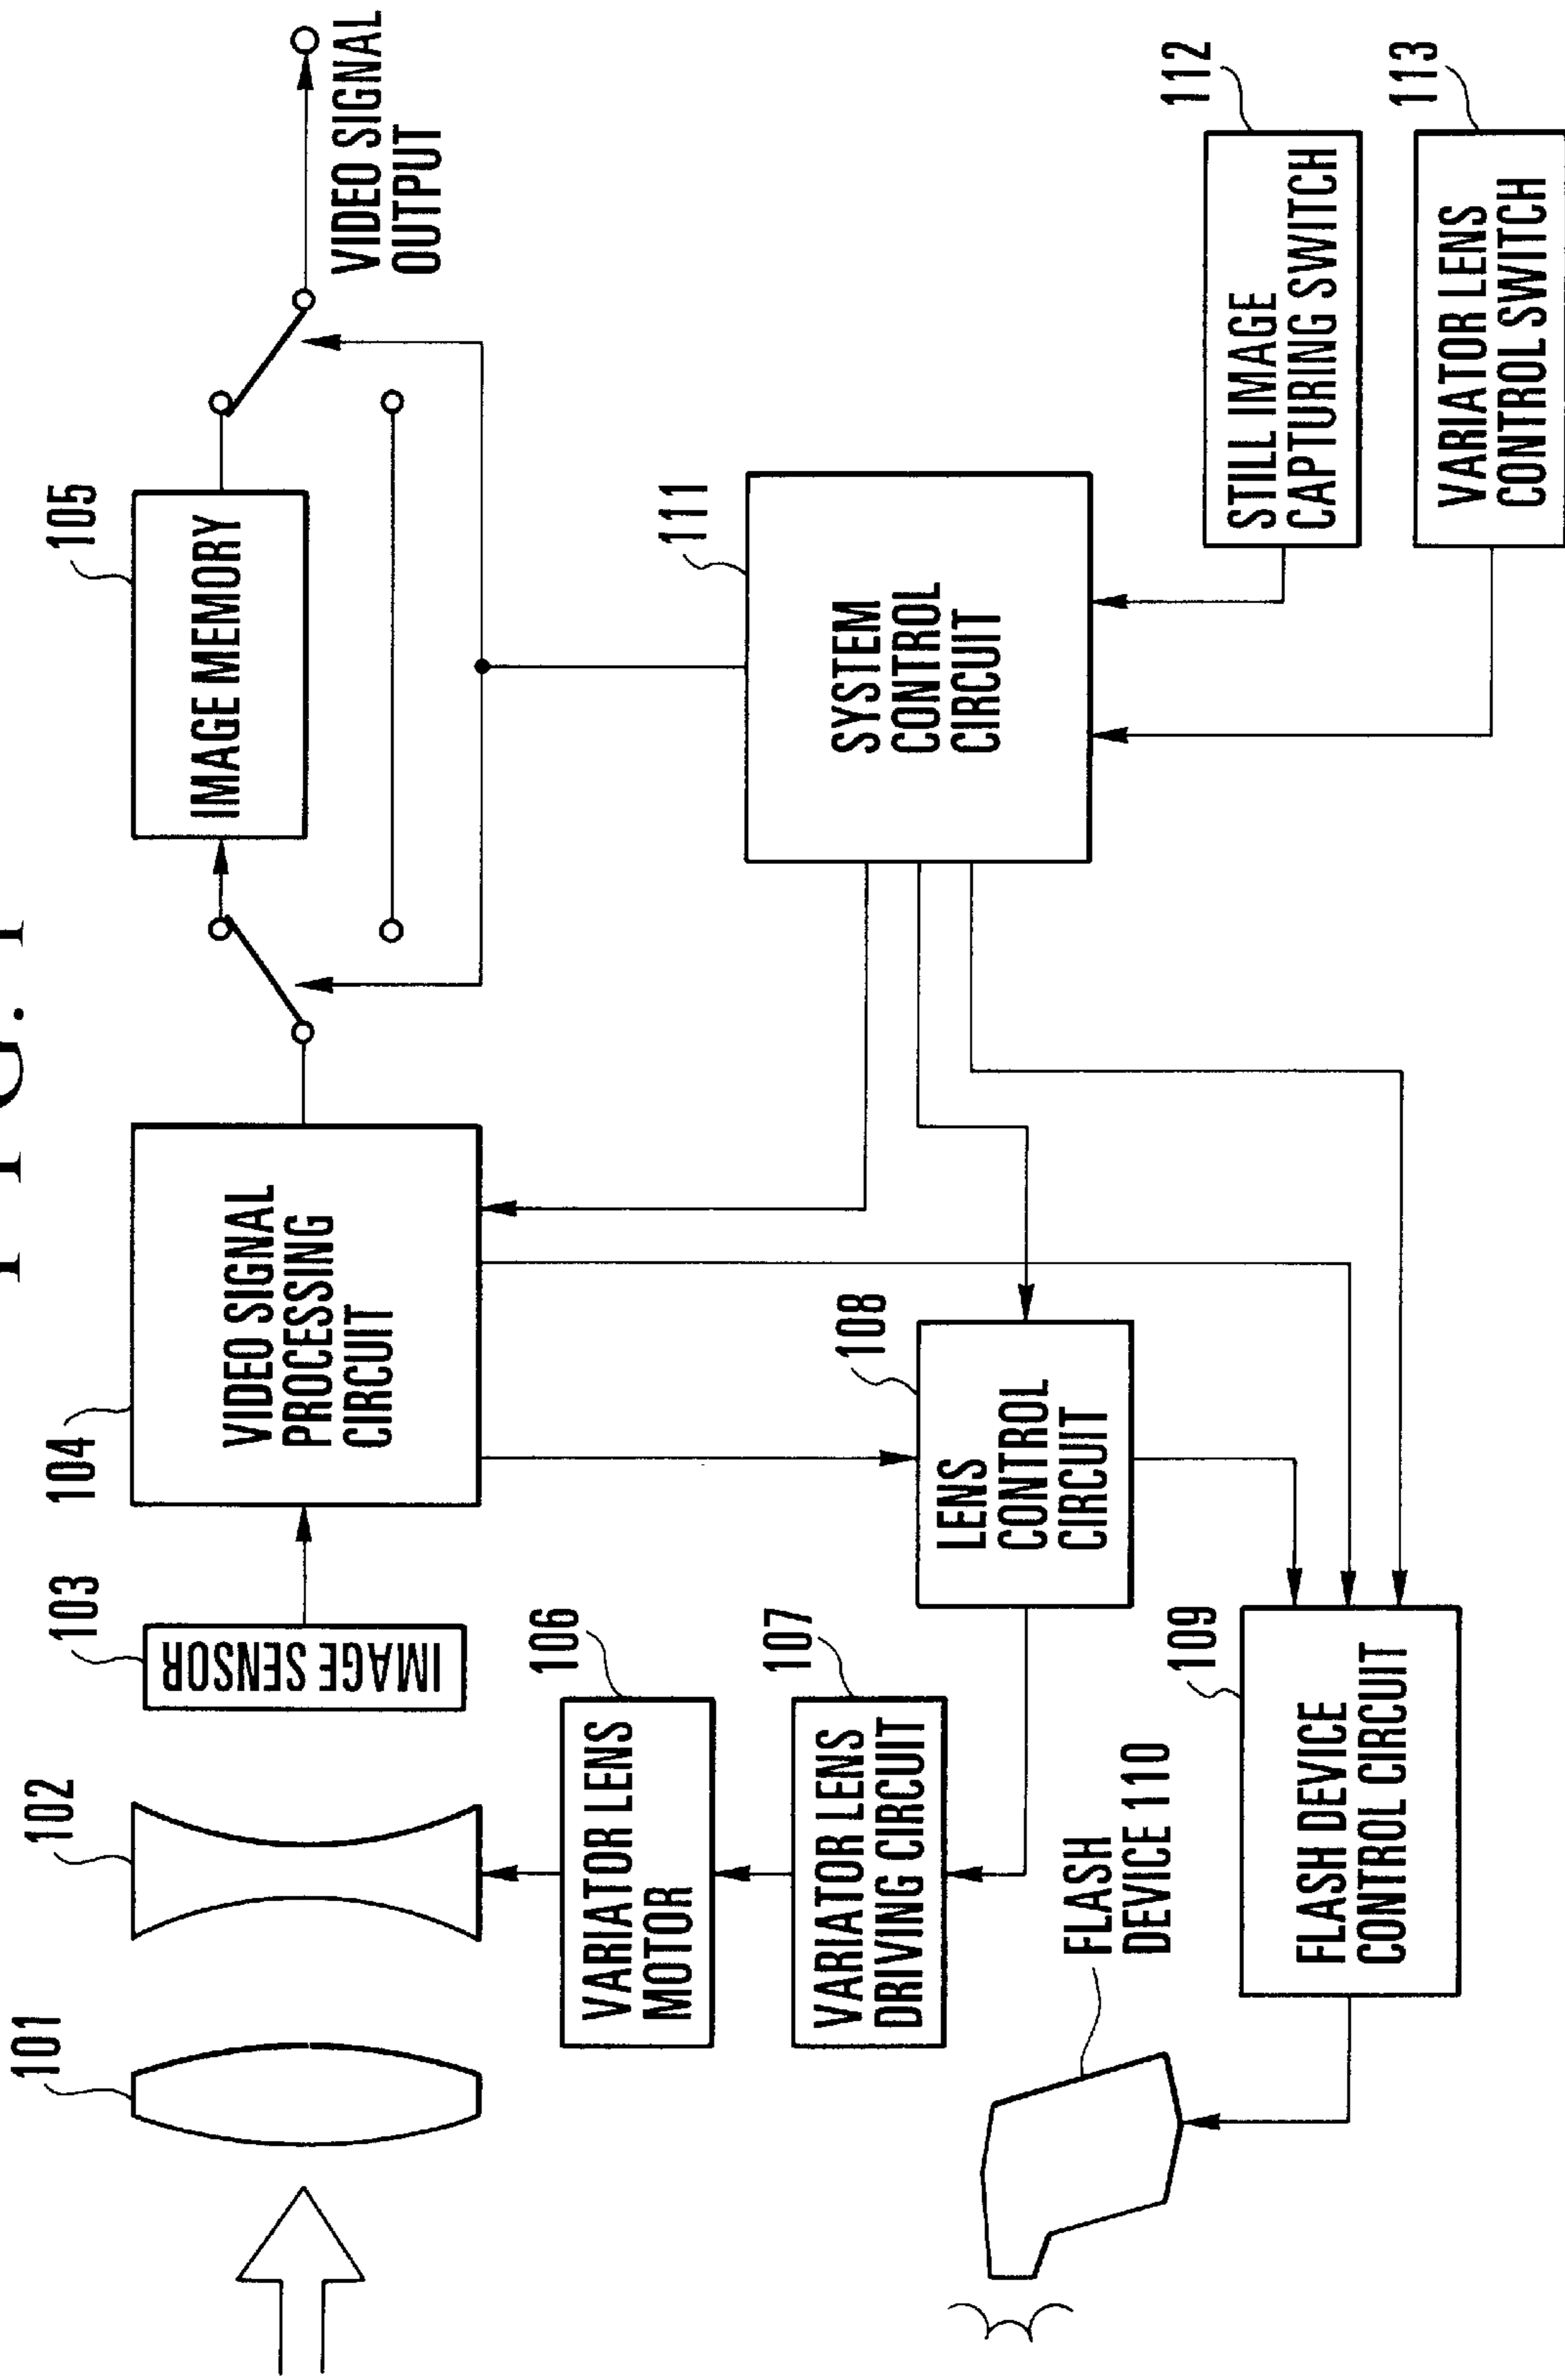 FIG. 1
101
102
103
IMAGE SENSOR
104
VIDEO SIGNAL
PROCESSING
CIRCUIT
105
IMAGE MEMORY
VIDEO SIGNAL
OUTPUT
106
VARIATOR LENS
MOTOR
107
VARIATOR LENS
DRIVING CIRCUIT
108
LENS
CONTROL
CIRCUIT
111
SYSTEM
CONTROL
CIRCUIT
FLASH
DEVICE 110
109
FLASH DEVICE
CONTROL CIRCUIT
112
STILL IMAGE
CAPTURING SWITCH
113
VARIATOR LENS
CONTROL SWITCH